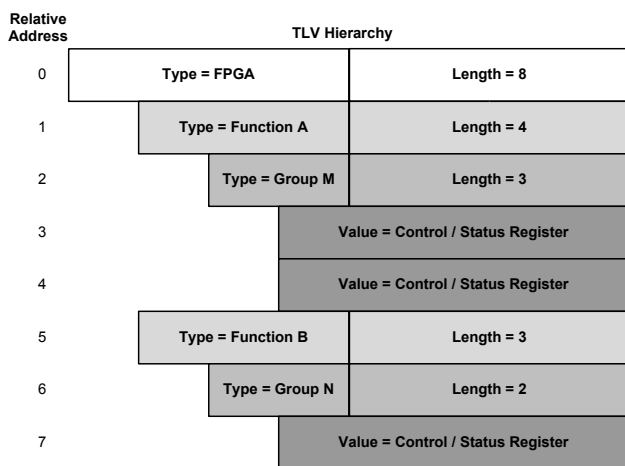 Relative
Address
TLV Hierarchy
0 Type = FPGA Length = 8
1 Type = Function A Length = 4
2 Type = Group M Length = 3
3 Value = Control / Status Register
4 Value = Control / Status Register
5 Type = Function B Length = 3
6 Type = Group N Length = 2
7 Value = Control / Status Register